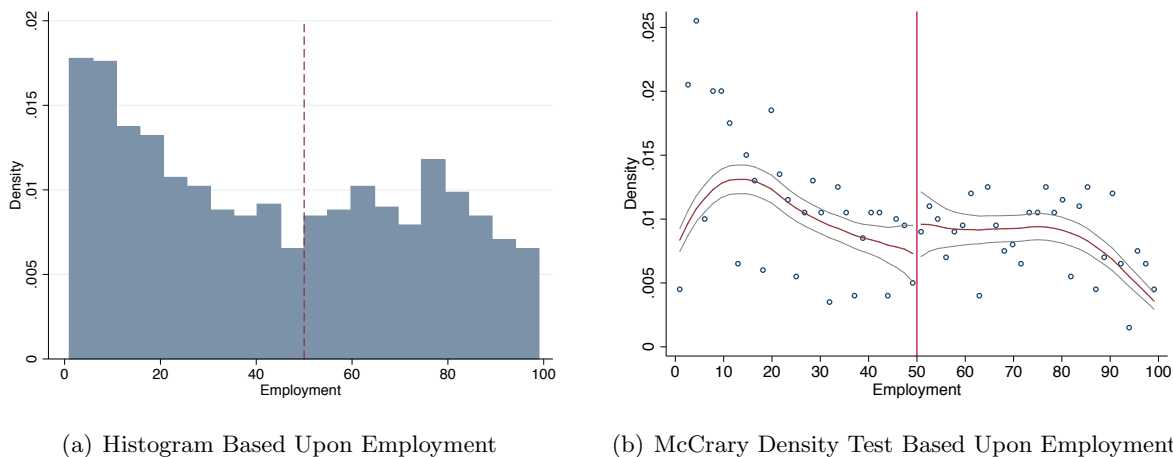 .02
.015
.01
.005
0
Density
0 20 40 60 80 100
Employment
(a) Histogram Based Upon Employment
.025
.02
.015
.01
.005
0
Density
0 10 20 30 40 50 60 70 80 90 100
Employment
(b) McCrary Density Test Based Upon Employment